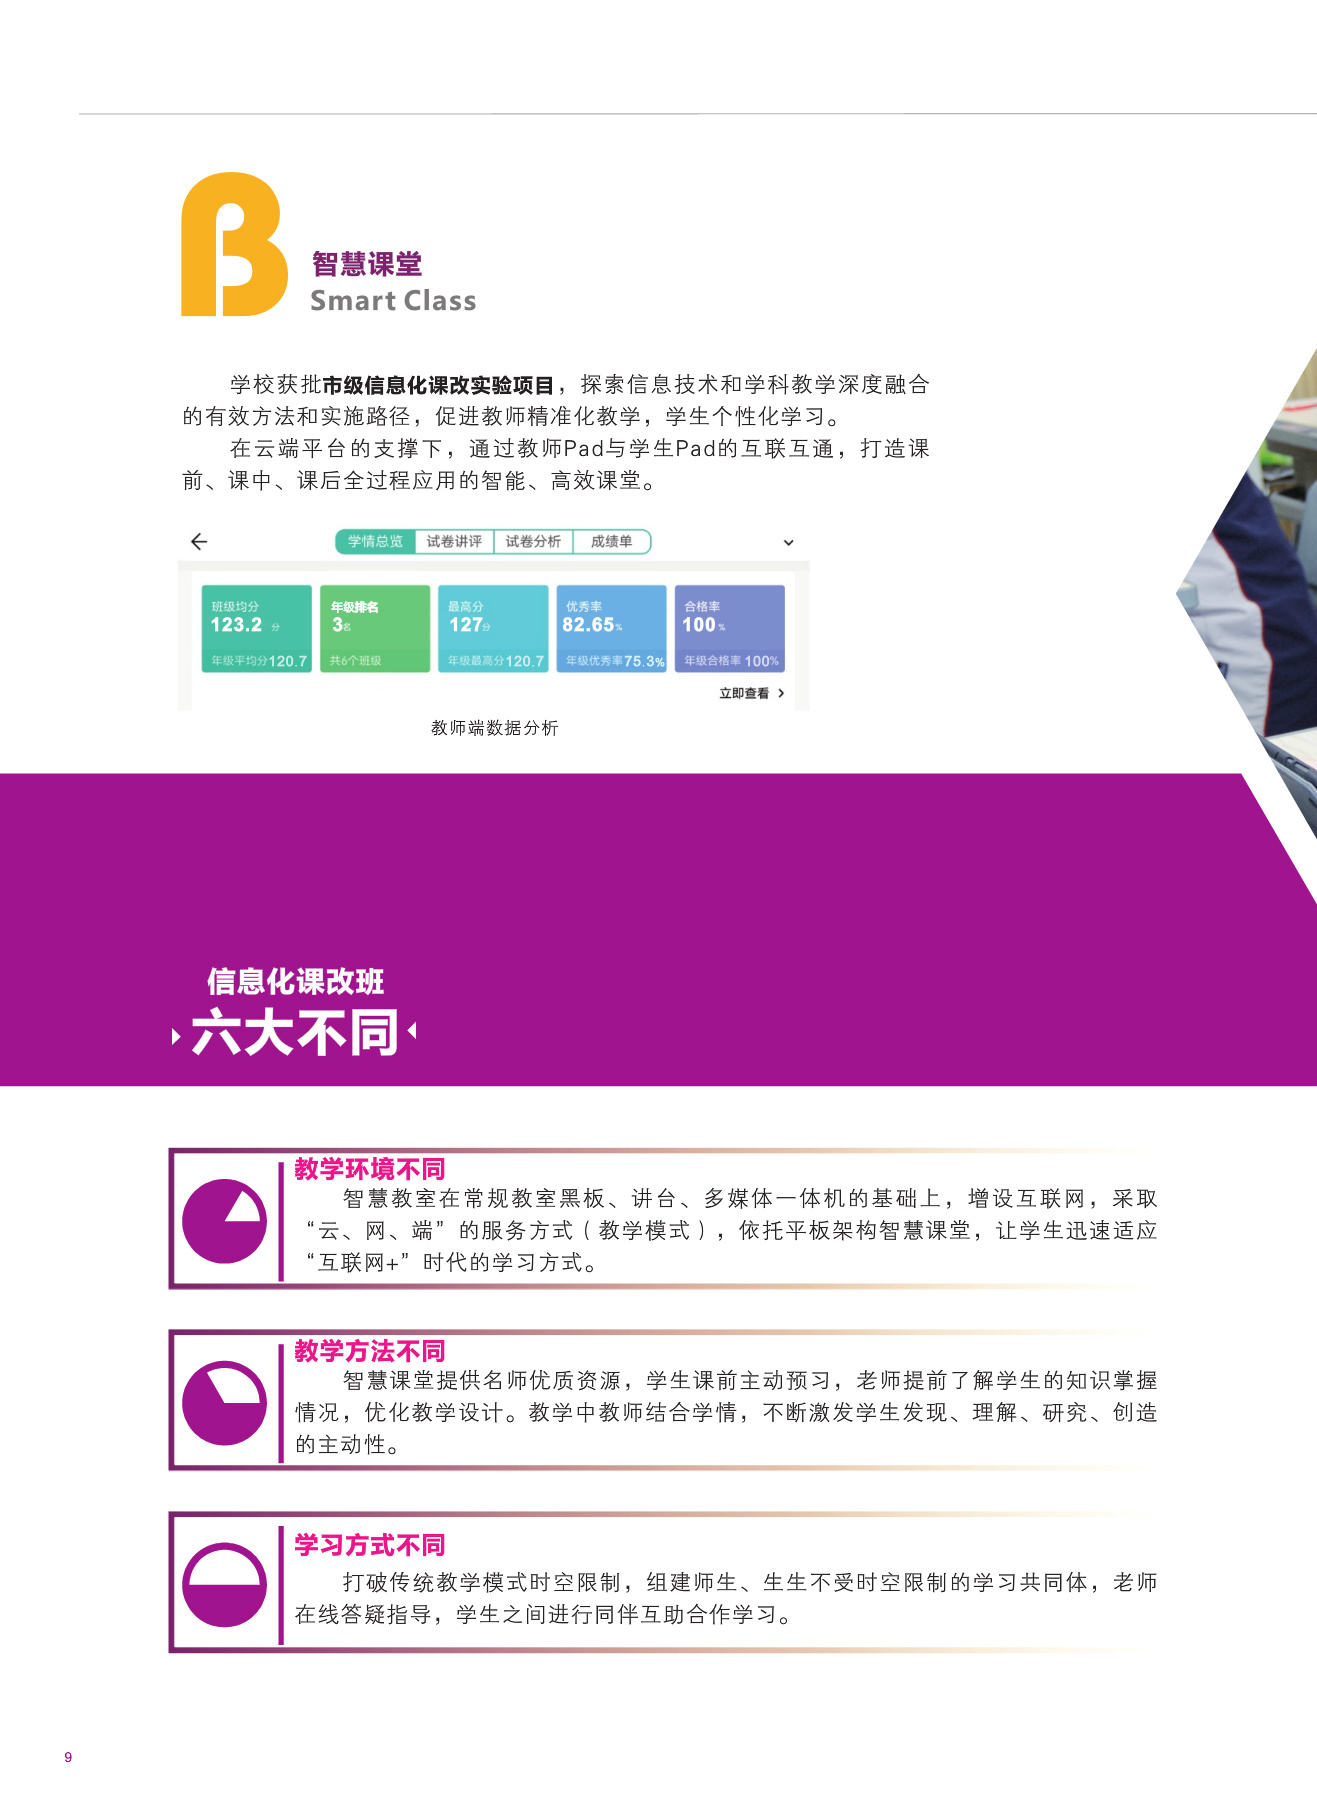 智慧课堂
Smart Class
学校获批市级信息化课改实验项目，探索信息技术和学科教学深度融合
的有效方法和实施路径，促进教师精准化教学，学生个性化学习。
在云端平台的支撑下，通过教师Pad与学生Pad的互联互通，打造课
前、课中、课后全过程应用的智能、高效课堂。
学情总览 试卷讲评 试卷分析 成绩单
班级均分 年级排名 最高分 优秀率 合格率
123.2 分 3名 127分 82.65% 100 %
年级平均分120.7 共6个班级 年级最高分120.7 年级优秀率75.3% 年级合格率 100%
立即查看
教师端数据分析
信息化课改班
六大不同
教学环境不同
智慧教室在常规教室黑板、讲台、多媒体一体机的基础上，增设互联网，采取
“云、网、端”的服务方式（教学模式），依托平板架构智慧课堂，让学生迅速适应
“互联网+”时代的学习方式。
教学方法不同
智慧课堂提供名师优质资源，学生课前主动预习，老师提前了解学生的知识掌握
情况，优化教学设计。教学中教师结合学情，不断激发学生发现、理解、研究、创造
的主动性。
学习方式不同
打破传统教学模式时空限制，组建师生、生生不受时空限制的学习共同体，老师
在线答疑指导，学生之间进行同伴互助合作学习。
9